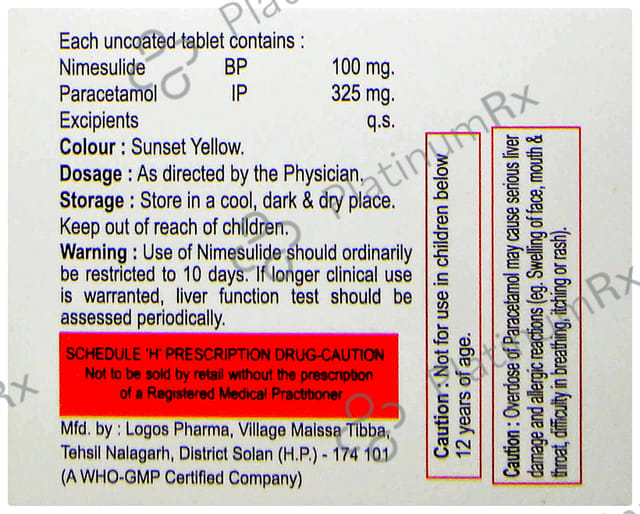 Each uncoated tablet contains :
Nimesulide BP 100 mg.
Paracetamol IP 325 mg.
Excipients q.s.
Colour : Sunset Yellow.
Dosage : As directed by the Physician.
Storage : Store in a cool, dark & dry place.
Keep out of reach of children.
Warning : Use of Nimesulide should ordinarily
be restricted to 10 days. If longer clinical use
is warranted, liver function test should be
assessed periodically.
SCHEDULE 'H' PRESCRIPTION DRUG-CAUTION
Not to be sold by retail without the prescription
of a Registered Medical Practitioner
Mfd. by : Logos Pharma, Village Maissa Tibba,
Tehsil Nalagarh, District Solan (H.P.) - 174 101
(A WHO-GMP Certified Company)
Caution : Not for use in children below
12 years of age.
Caution : Overdose of Paracetamol may cause serious liver
damage and allergic reactions (eg. Swelling of face, mouth &
throat, difficulty in breathing, itching or rash).
PlatinumRx
PlatinumRx
PlatinumRx
Rx